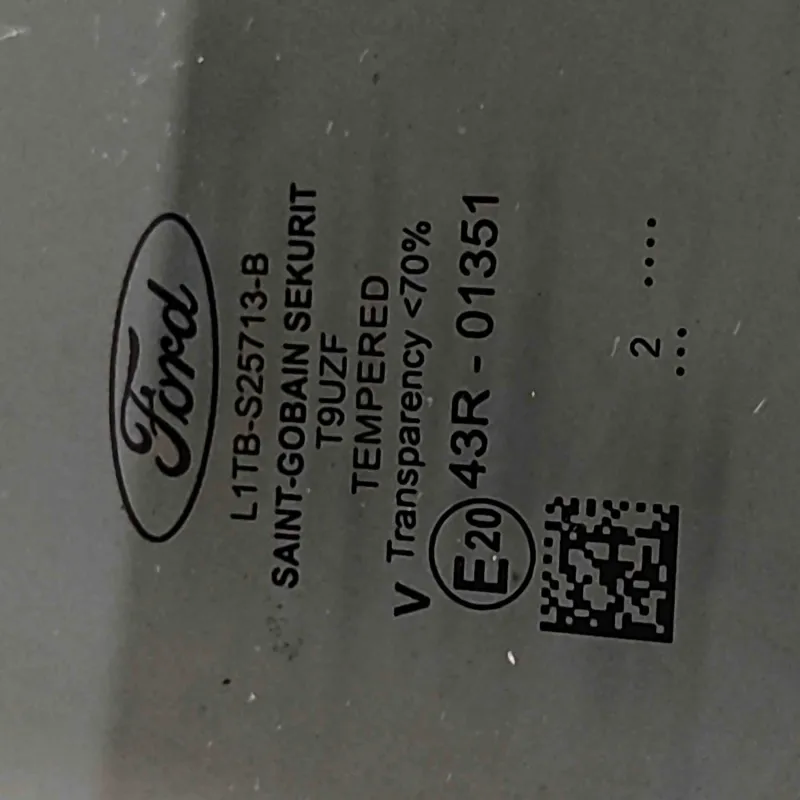 Ford
L1TB-S25713-B
SAINT-GOBAIN SEKURIT
T9UZF
TEMPERED
V Transparency <70%
E20 43R - 01351
2 ....
...